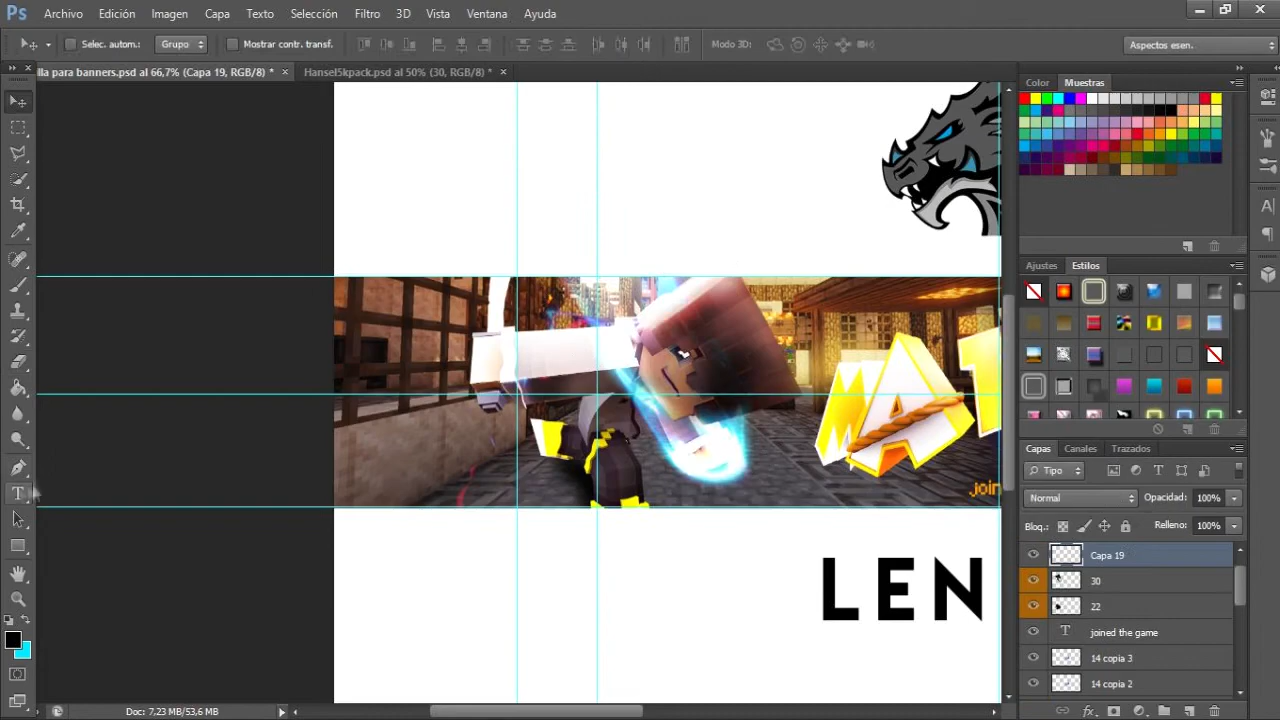 Ps Archivo Edición Imagen Capa Texto Selección Filtro 3D Vista Ventana Ayuda
Selec. autom.: Grupo Mostrar contr. transf. Modo 3D: Aspectos esen.
lla para banners.psd al 66,7% (Capa 19, RGB/8) * × Hansel5kpack.psd al 50% (30, RGB/8) * ×
Color Muestras
Ajustes Estilos
MAT
join
LEN
Capas Canales Trazados
Tipo
Normal Opacidad: 100%
Bloq.: Relleno: 100%
Capa 19
30
22
T joined the game
14 copia 3
14 copia 2
Doc: 7,23 MB/53,6 MB